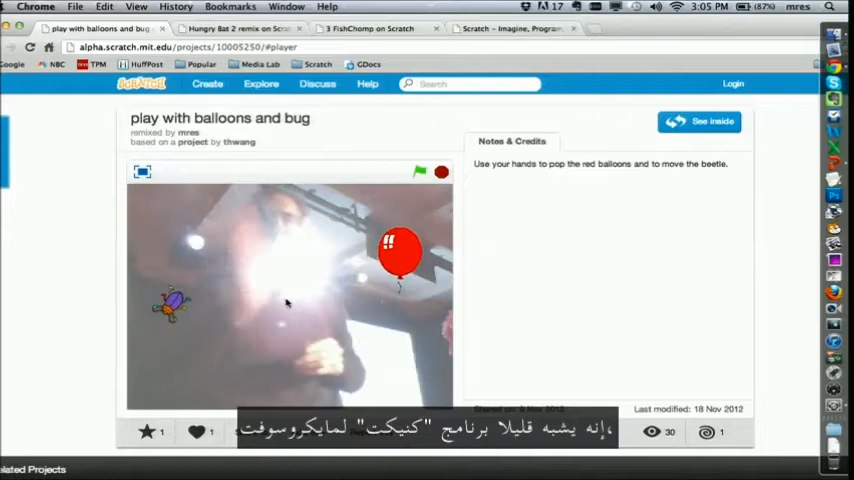 Chrome File Edit View History Bookmarks Window Help 17 3:05 PM (87%) mres
play with balloons and bug Hungry Bat 2 remix on Scrat 3 FishChomp on Scratch Scratch - Imagine, Program,
alpha.scratch.mit.edu/projects/10005250/#player
Google NBC TPM HuffPost Popular Media Lab Scratch GDocs
SCRATCH Create Explore Discuss Help Search Login
play with balloons and bug
remixed by mres
based on a project by thwang
See inside
Notes & Credits
Use your hands to pop the red balloons and to move the beetle.
Last modified: 18 Nov 2012
إنه يشبه قليلا برنامج "كنيكت" لمايكروسوفت،
1 1 30 1
elated Projects